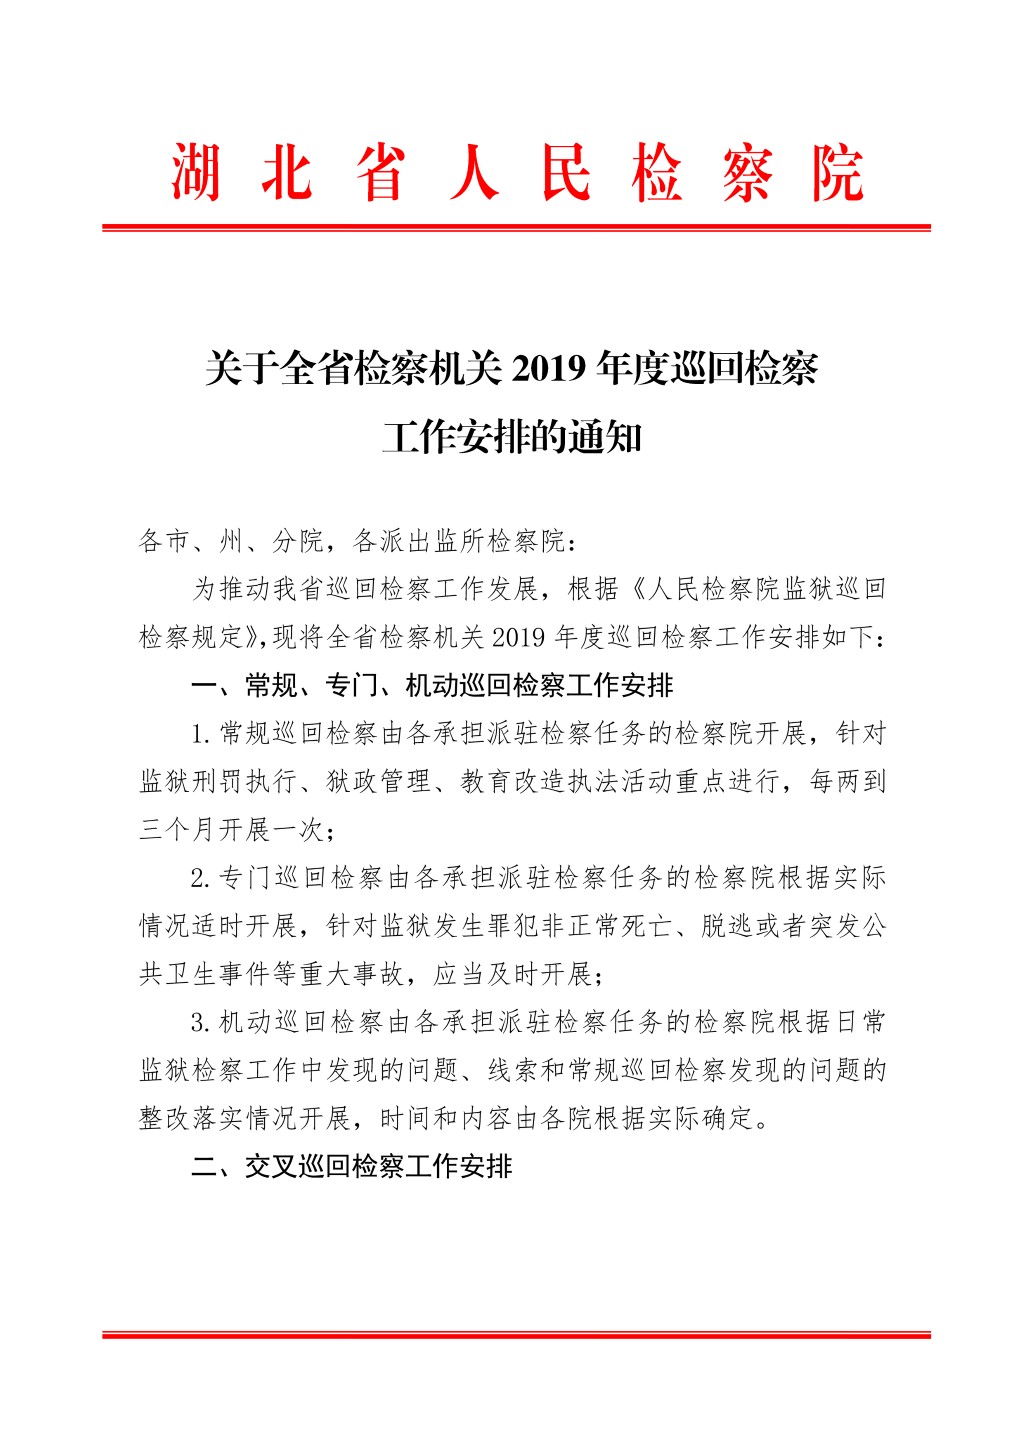 湖北省人民检察院
关于全省检察机关 2019 年度巡回检察
工作安排的通知
各市、州、分院，各派出监所检察院：
为推动我省巡回检察工作发展，根据《人民检察院监狱巡回
检察规定》，现将全省检察机关 2019 年度巡回检察工作安排如下：
一、常规、专门、机动巡回检察工作安排
1.常规巡回检察由各承担派驻检察任务的检察院开展，针对
监狱刑罚执行、狱政管理、教育改造执法活动重点进行，每两到
三个月开展一次；
2.专门巡回检察由各承担派驻检察任务的检察院根据实际
情况适时开展，针对监狱发生罪犯非正常死亡、脱逃或者突发公
共卫生事件等重大事故，应当及时开展；
3.机动巡回检察由各承担派驻检察任务的检察院根据日常
监狱检察工作中发现的问题、线索和常规巡回检察发现的问题的
整改落实情况开展，时间和内容由各院根据实际确定。
二、交叉巡回检察工作安排